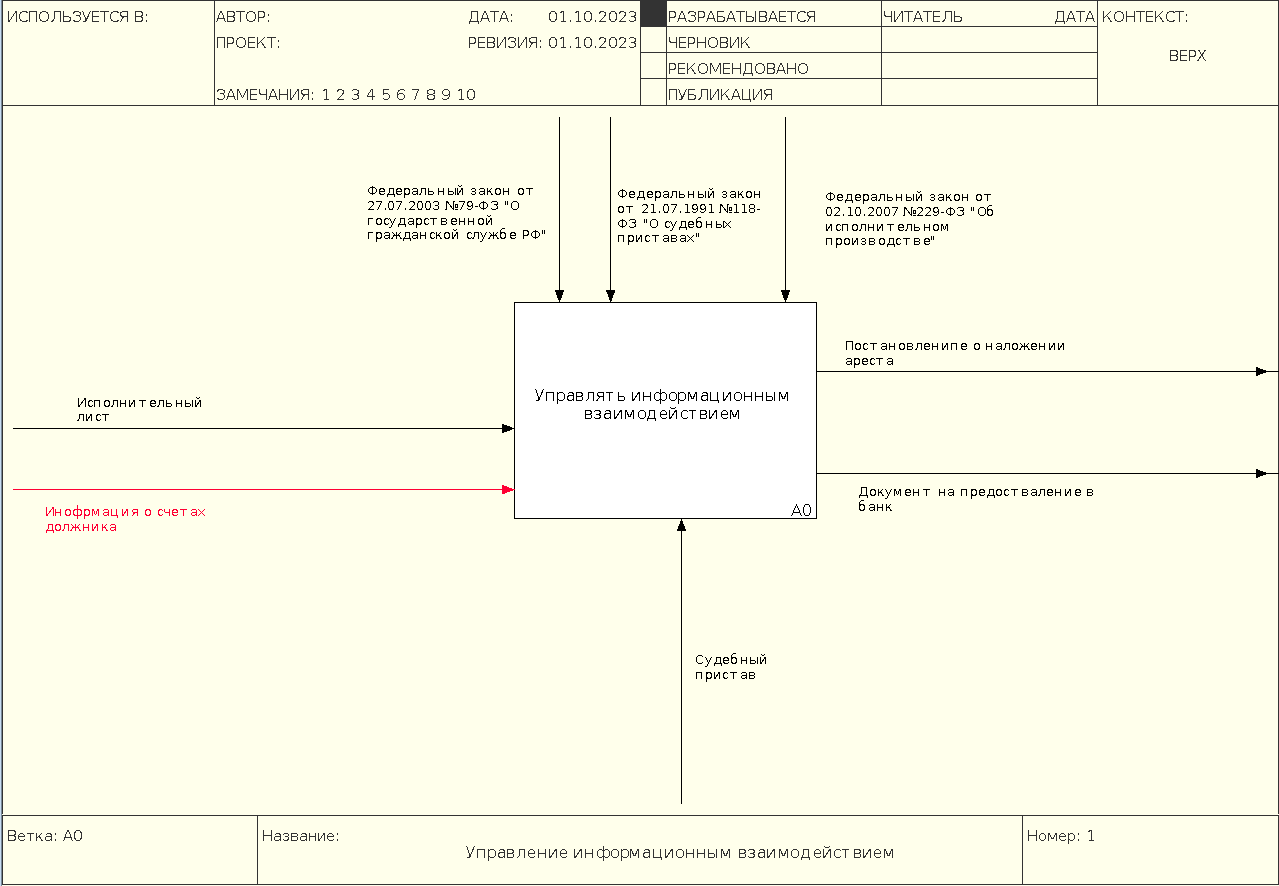 ИСПОЛЬЗУЕТСЯ В:
АВТОР:
ДАТА: 01.10.2023
ПРОЕКТ:
РЕВИЗИЯ: 01.10.2023
ЗАМЕЧАНИЯ: 1 2 3 4 5 6 7 8 9 10
РАЗРАБАТЫВАЕТСЯ
ЧЕРНОВИК
РЕКОМЕНДОВАНО
ПУБЛИКАЦИЯ
ЧИТАТЕЛЬ
ДАТА
КОНТЕКСТ:
ВЕРХ
Федеральный закон от
27.07.2003 №79-ФЗ "О
государственной
гражданской службе РФ"
Федеральный закон
от 21.07.1991 №118-
ФЗ "О судебных
приставах"
Федеральный закон от
02.10.2007 №229-ФЗ "Об
исполнительном
производстве"
Исполнительный
лист
Инофрмация о счетах
должника
Управлять информационным
взаимодействием
A0
Постановленипе о наложении
ареста
Документ на предостваление в
банк
Судебный
пристав
Ветка: A0
Название:
Управление информационным взаимодействием
Номер: 1